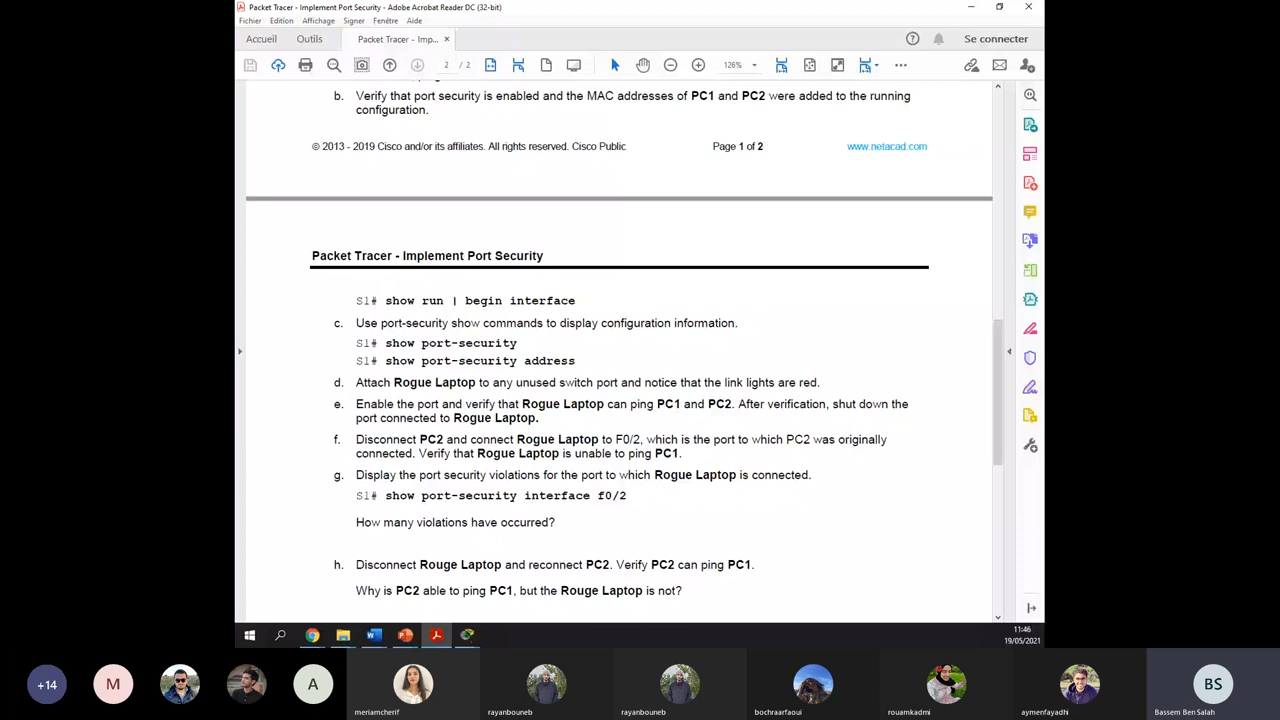 Packet Tracer - Implement Port Security - Adobe Acrobat Reader DC (32-bit)
Fichier Edition Affichage Signer Fenêtre Aide
Accueil Outils Packet Tracer - Imp... × Se connecter
2 / 2 126%
b. Verify that port security is enabled and the MAC addresses of PC1 and PC2 were added to the running
configuration.
© 2013 - 2019 Cisco and/or its affiliates. All rights reserved. Cisco Public Page 1 of 2 www.netacad.com
Packet Tracer - Implement Port Security
S1# show run | begin interface
c. Use port-security show commands to display configuration information.
S1# show port-security
S1# show port-security address
d. Attach Rogue Laptop to any unused switch port and notice that the link lights are red.
e. Enable the port and verify that Rogue Laptop can ping PC1 and PC2. After verification, shut down the
port connected to Rogue Laptop.
f. Disconnect PC2 and connect Rogue Laptop to F0/2, which is the port to which PC2 was originally
connected. Verify that Rogue Laptop is unable to ping PC1.
g. Display the port security violations for the port to which Rogue Laptop is connected.
S1# show port-security interface f0/2
How many violations have occurred?
h. Disconnect Rouge Laptop and reconnect PC2. Verify PC2 can ping PC1.
Why is PC2 able to ping PC1, but the Rouge Laptop is not?
11:46
19/05/2021
+14 M A BS
meriamcherif rayanbouneb rayanbouneb bochraarfaoui rouamkadmi aymenfayadhi Bassem Ben Salah